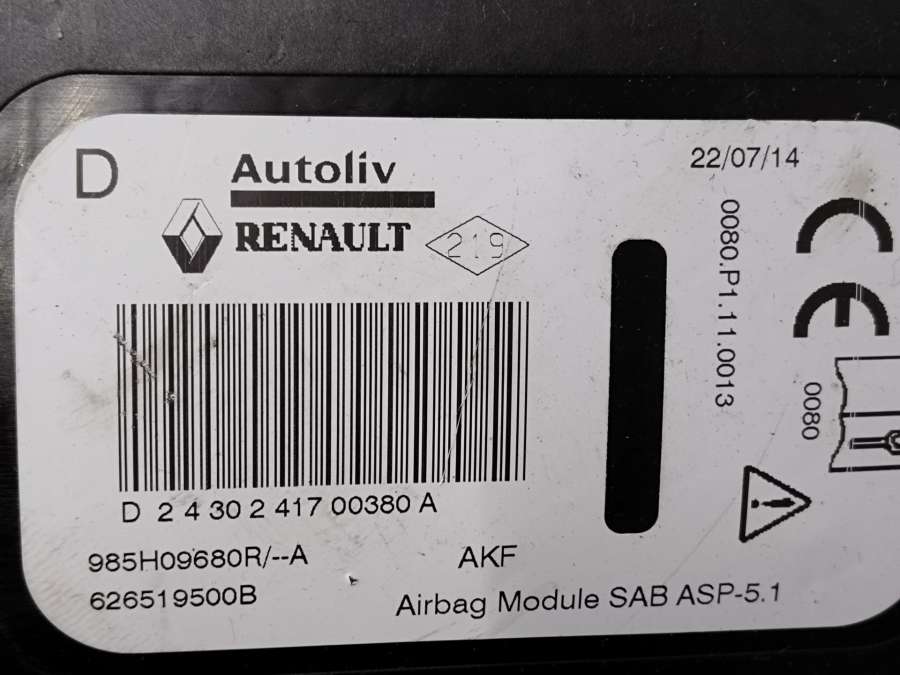 D
Autoliv
RENAULT
219
22/07/14
0080.P1.11.0013
CE
0080
D 2 4 30 2 417 00380 A
985H09680R/--A
AKF
626519500B
Airbag Module SAB ASP-5.1